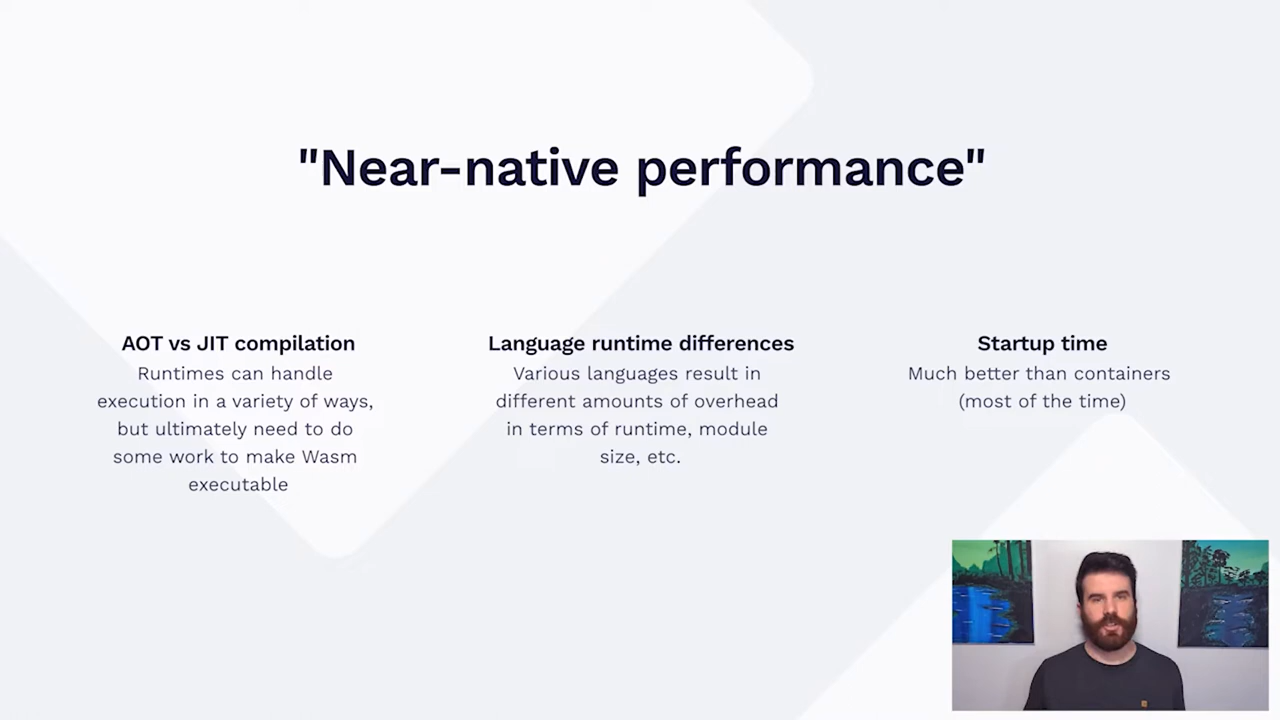 "Near-native performance"
AOT vs JIT compilation
Runtimes can handle
execution in a variety of ways,
but ultimately need to do
some work to make Wasm
executable
Language runtime differences
Various languages result in
different amounts of overhead
in terms of runtime, module
size, etc.
Startup time
Much better than containers
(most of the time)